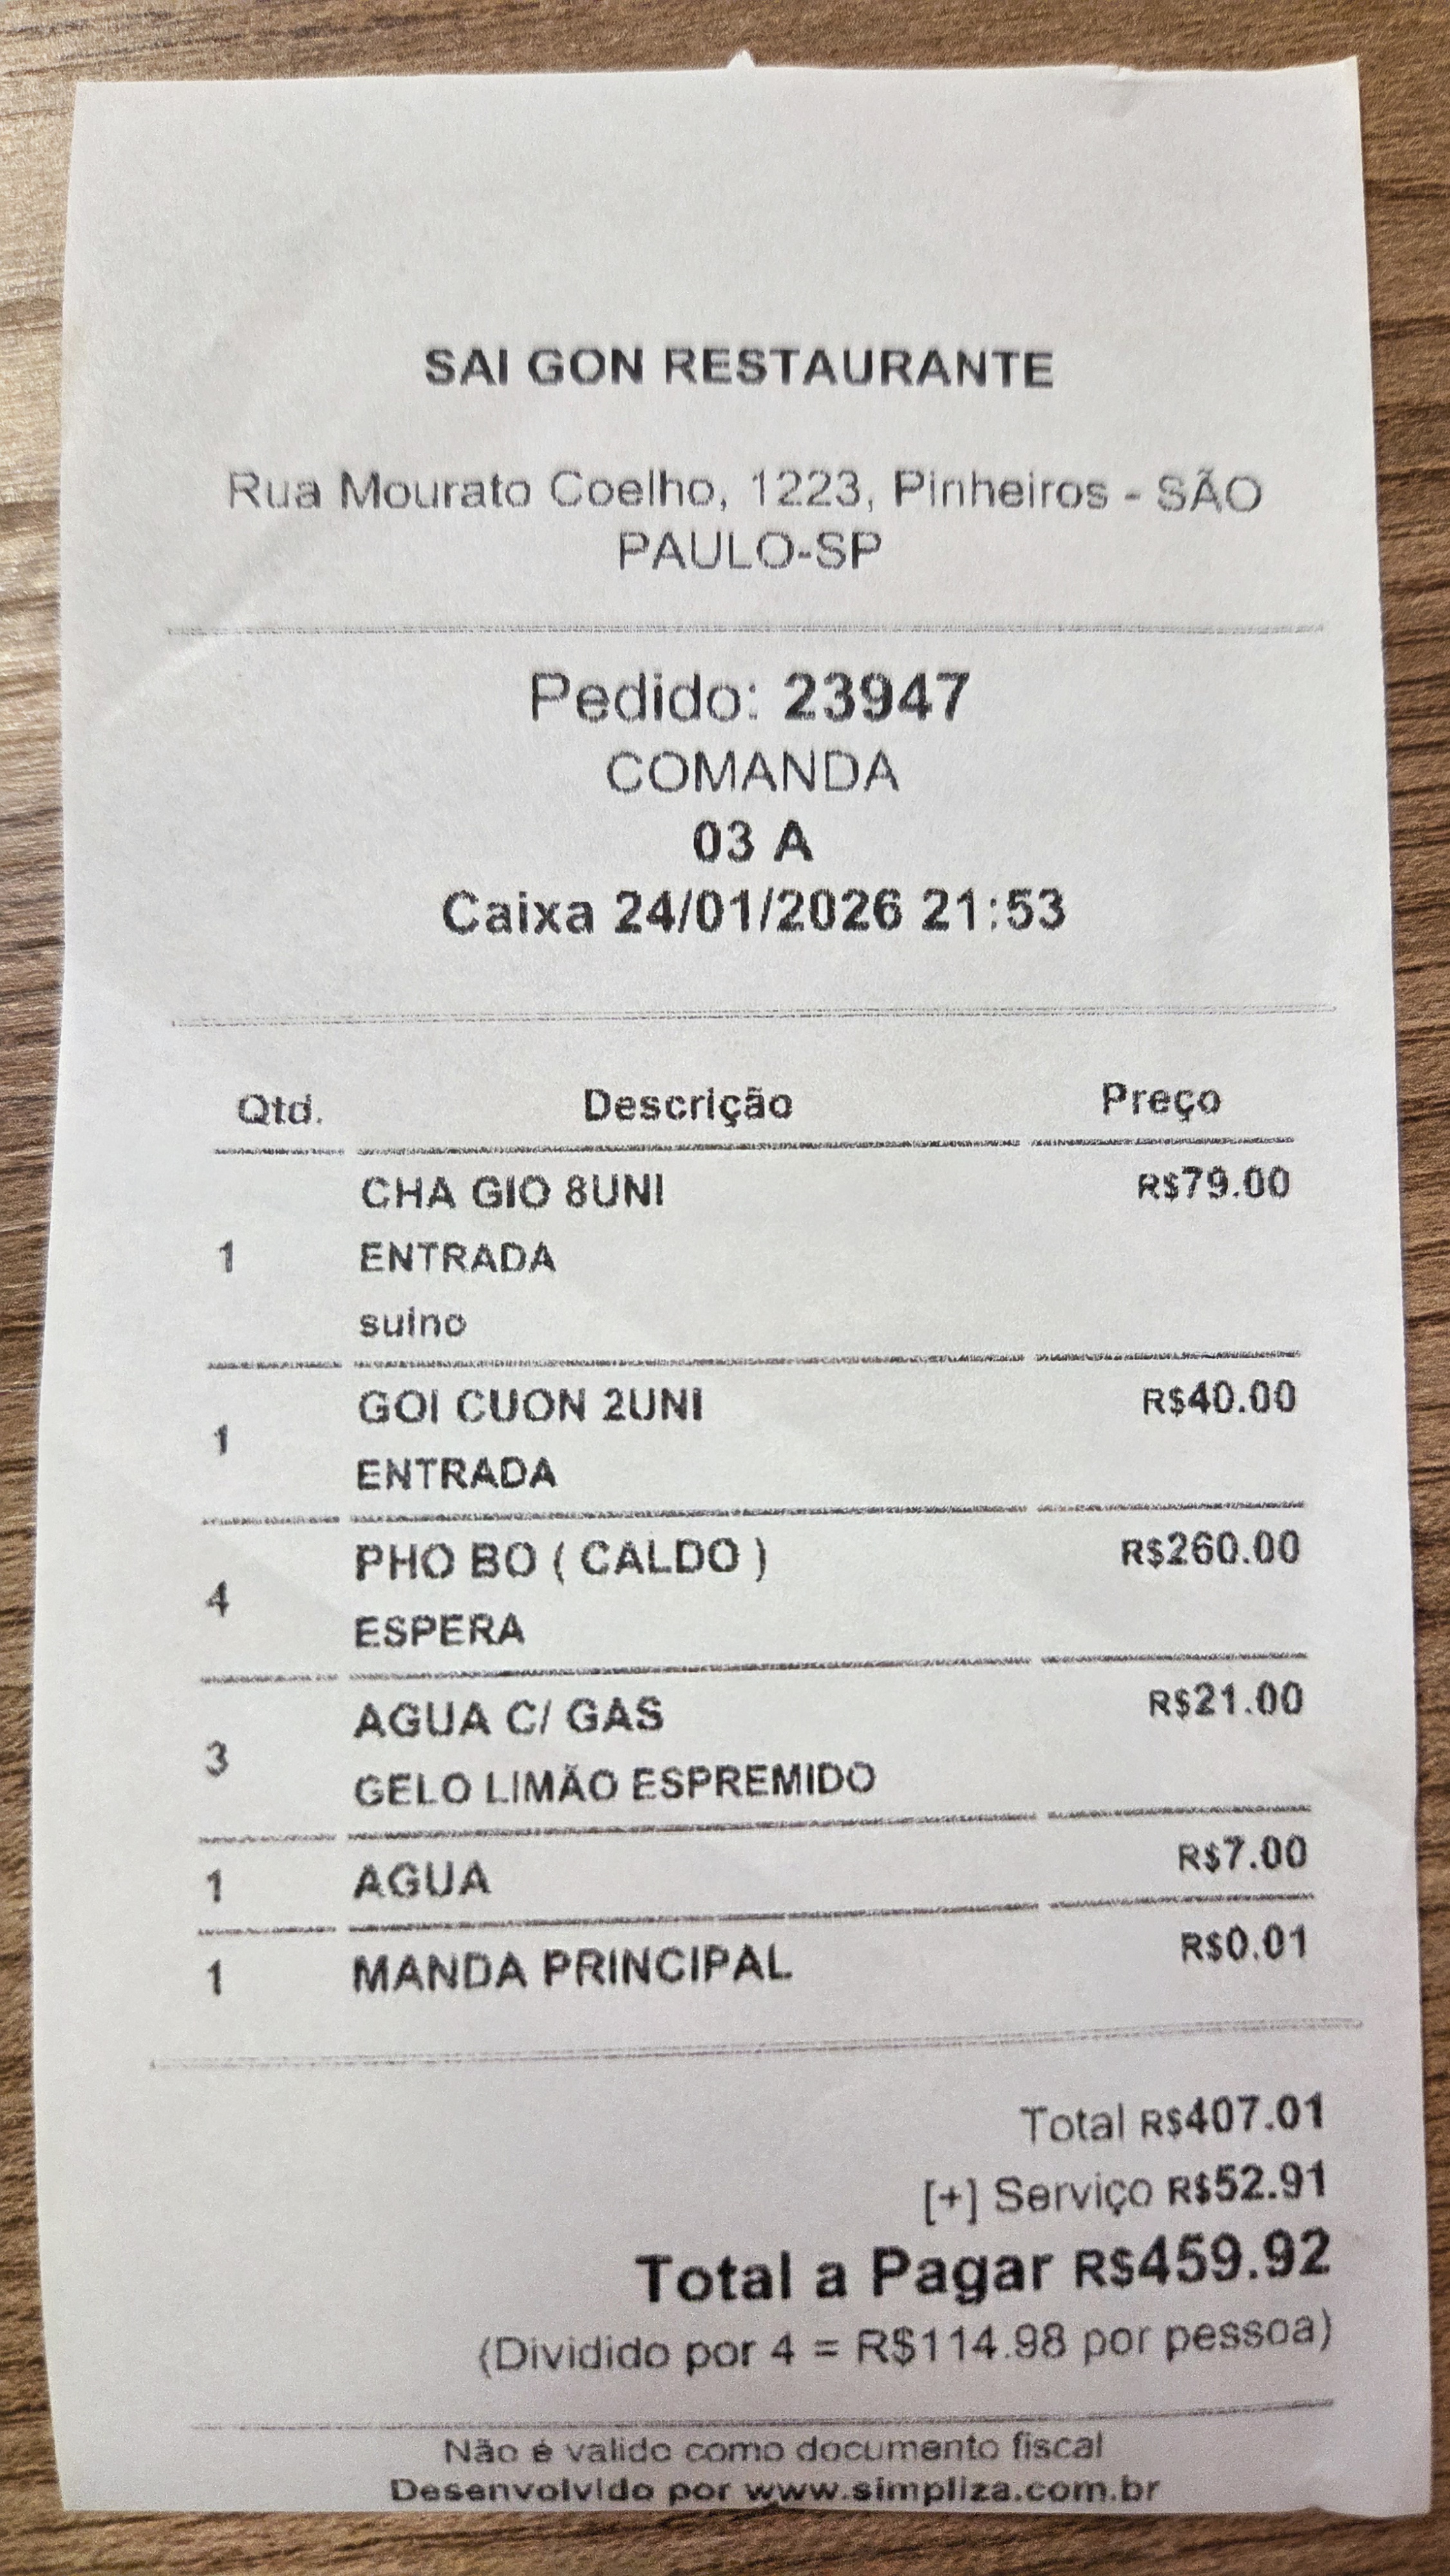 SAI GON RESTAURANTE
Rua Mourato Coelho, 1223, Pinheiros - SÃO
PAULO-SP
Pedido: 23947
COMANDA
03 A
Caixa 24/01/2026 21:53
Qtd. Descrição Preço
CHA GIO 8UNI R$79.00
1 ENTRADA
suino
GOI CUON 2UNI R$40.00
1
ENTRADA
PHO BO ( CALDO ) R$260.00
4
ESPERA
AGUA C/ GAS R$21.00
3
GELO LIMÃO ESPREMIDO
1 AGUA R$7.00
1 MANDA PRINCIPAL R$0.01
Total R$407.01
[+] Serviço R$52.91
Total a Pagar R$459.92
(Dividido por 4 = R$114.98 por pessoa)
Não é valido como documento fiscal
Desenvolvido por www.simpliza.com.br